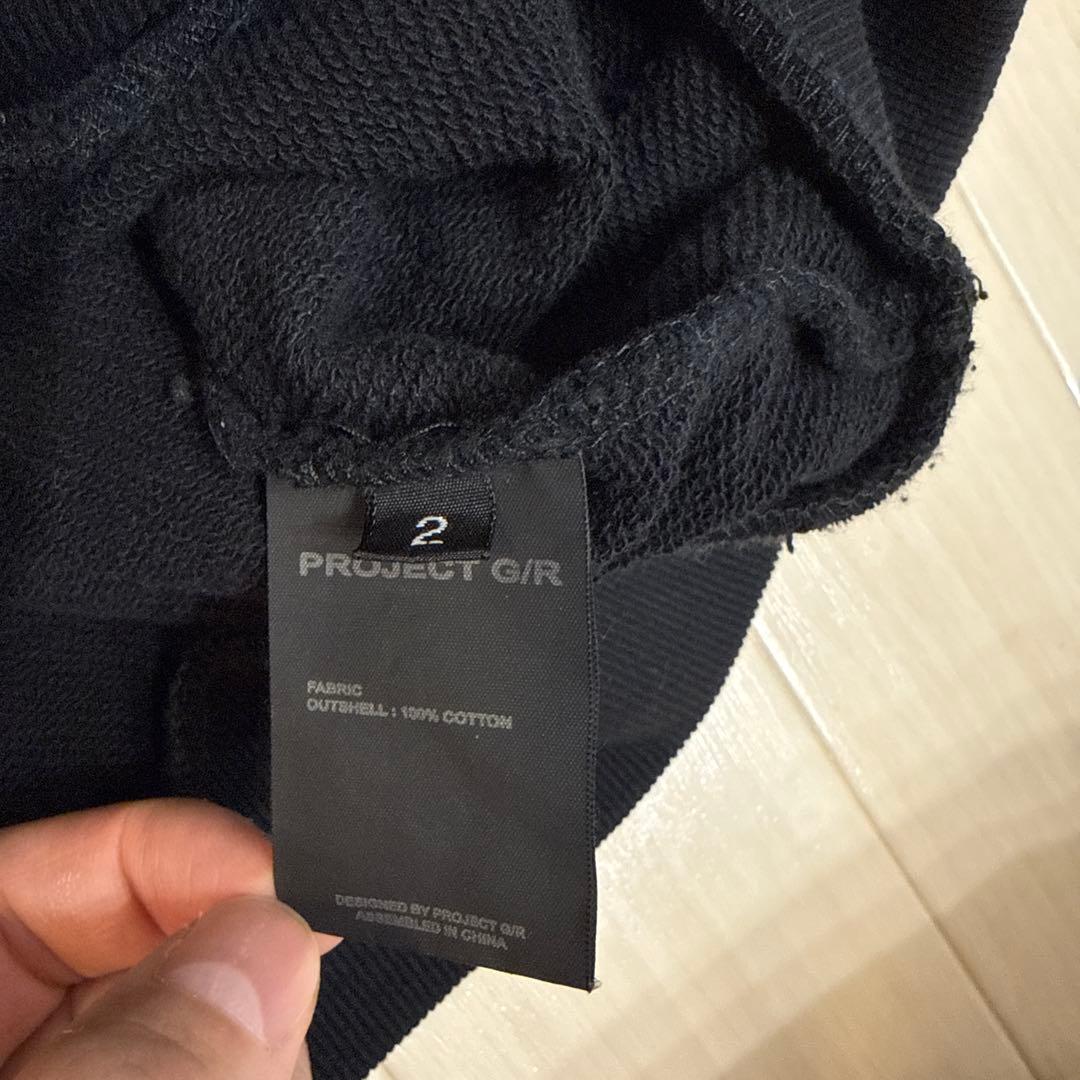 2
PROJECT G/R
FABRIC
OUTSHELL : 100% COTTON
DESIGNED BY PROJECT G/R
ASSEMBLED IN CHINA